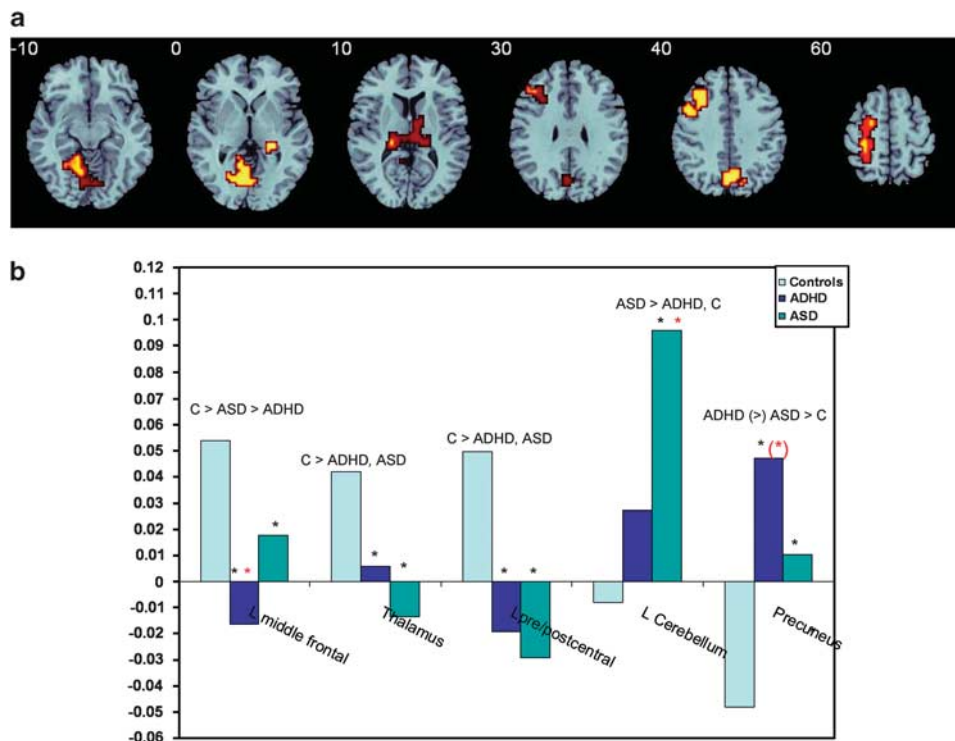 a
-10 0 10 30 40 60
b
0.12
0.11
0.1
0.09
0.08
0.07
0.06
0.05
0.04
0.03
0.02
0.01
0
-0.01
-0.02
-0.03
-0.04
-0.05
-0.06
Controls
ADHD
ASD
C > ASD > ADHD
* *
*
C > ADHD, ASD
*
*
C > ADHD, ASD
* *
ASD > ADHD, C
* *
ADHD (>) ASD > C
* (*)
*
L middle frontal
Thalamus
Lpre/postcentral
L Cerebellum
Precuneus